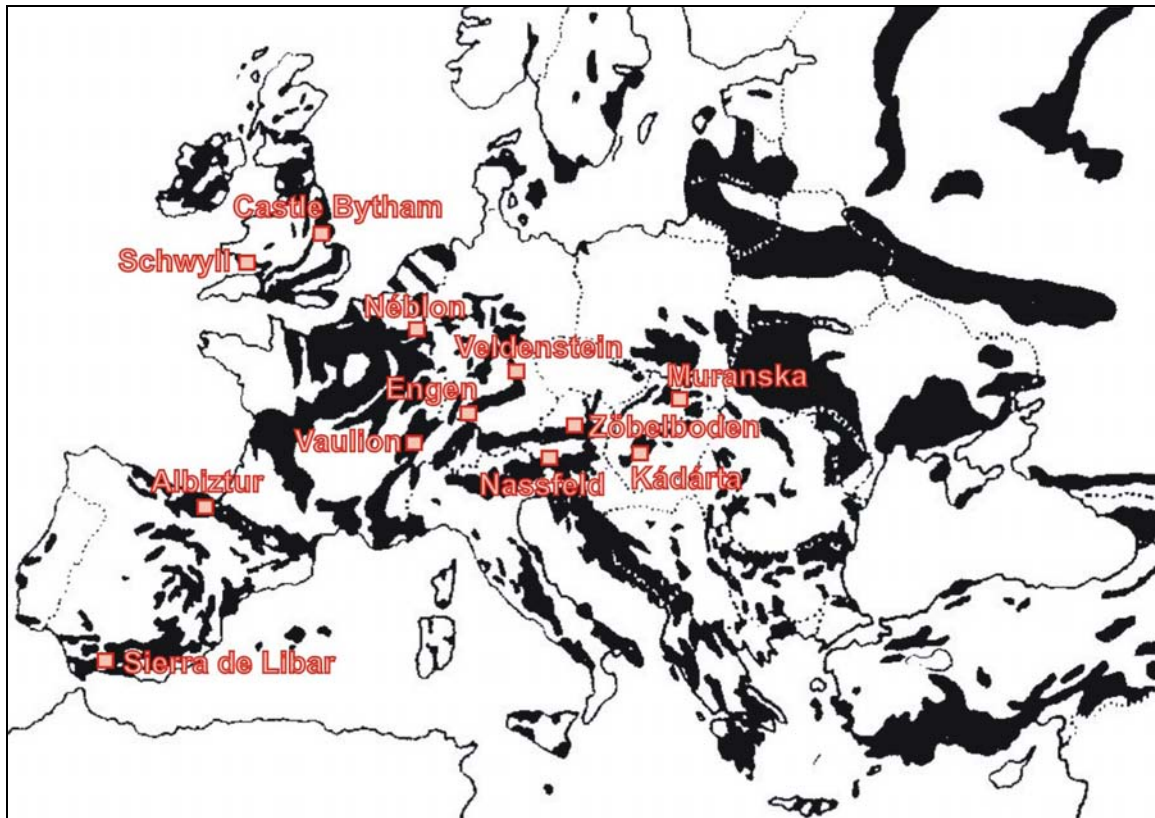 Castle Bytham
Schwyll
Néblon
Veldenstein
Engen
Muranska
Vaulion
Zöbelboden
Nassfeld
Kádárta
Albiztur
Sierra de Libar